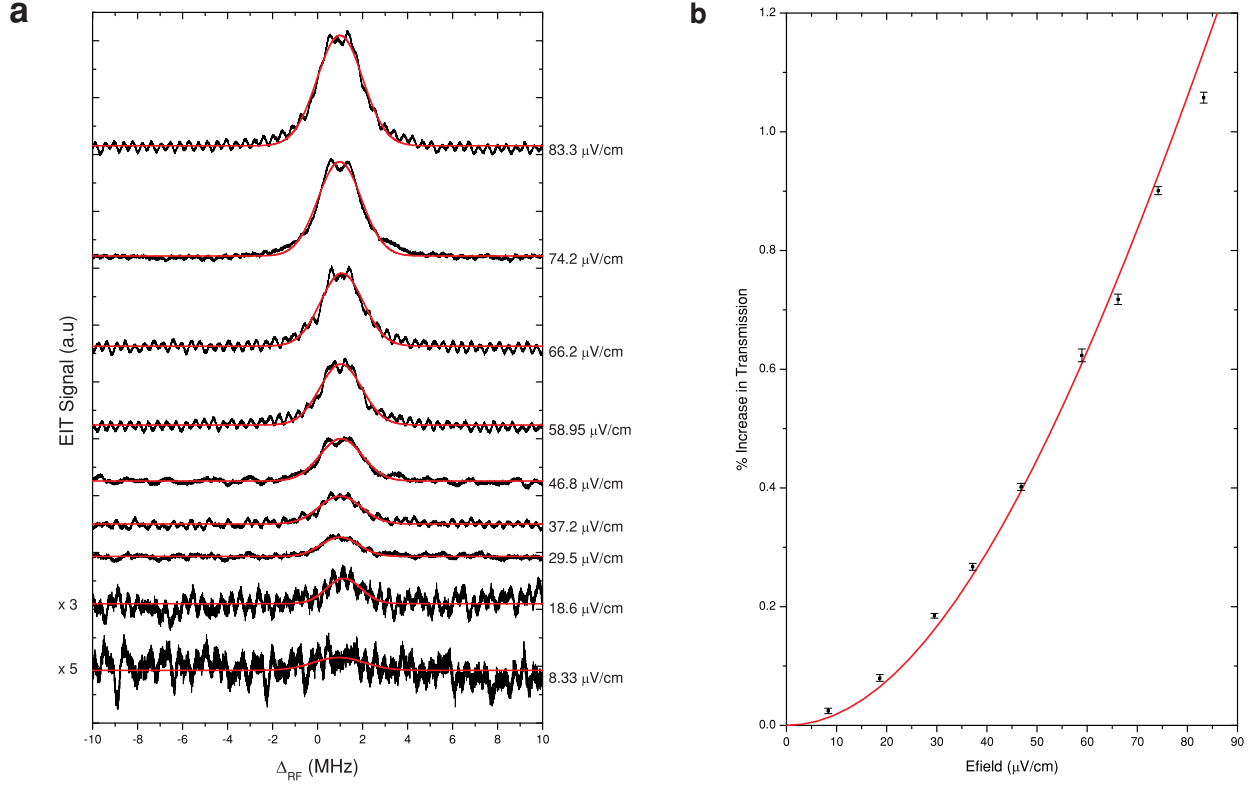 a
EIT Signal (a.u)
83.3 μV/cm
74.2 μV/cm
66.2 μV/cm
58.95 μV/cm
46.8 μV/cm
37.2 μV/cm
29.5 μV/cm
x 3
18.6 μV/cm
x 5
8.33 μV/cm
-10 -8 -6 -4 -2 0 2 4 6 8 10
Δ_RF (MHz)
b
% Increase in Transmission
1.2
1.0
0.8
0.6
0.4
0.2
0.0
0 10 20 30 40 50 60 70 80 90
Efield (μV/cm)